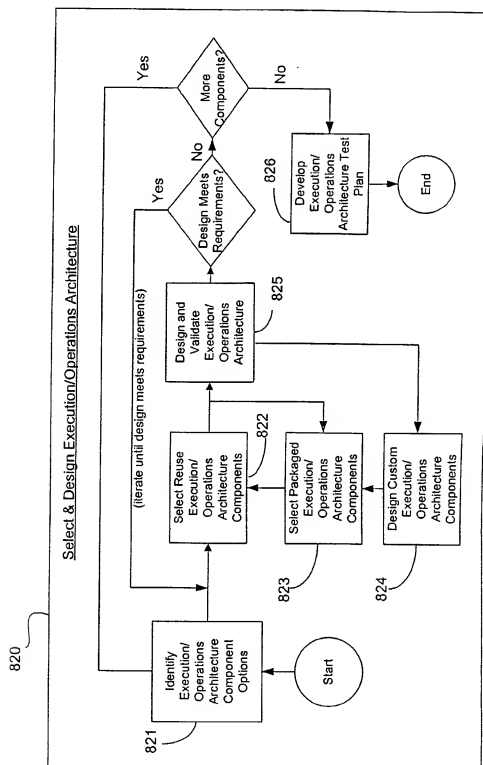 820
Select & Design Execution/Operations Architecture
Yes
(iterate until design meets requirements)
Yes
821
Identify
Execution/
Operations
Architecture
Component
Options
Start
Select Reuse
Execution/
Operations
Architecture
Components
822
Select Packaged
Execution/
Operations
Architecture
Components
823
Design Custom
Execution/
Operations
Architecture
Components
824
Design and
Validate
Execution/
Operations
Architecture
825
Design Meets
Requirements?
No
More
Components?
No
826
Develop
Execution/
Operations
Architecture Test
Plan
End